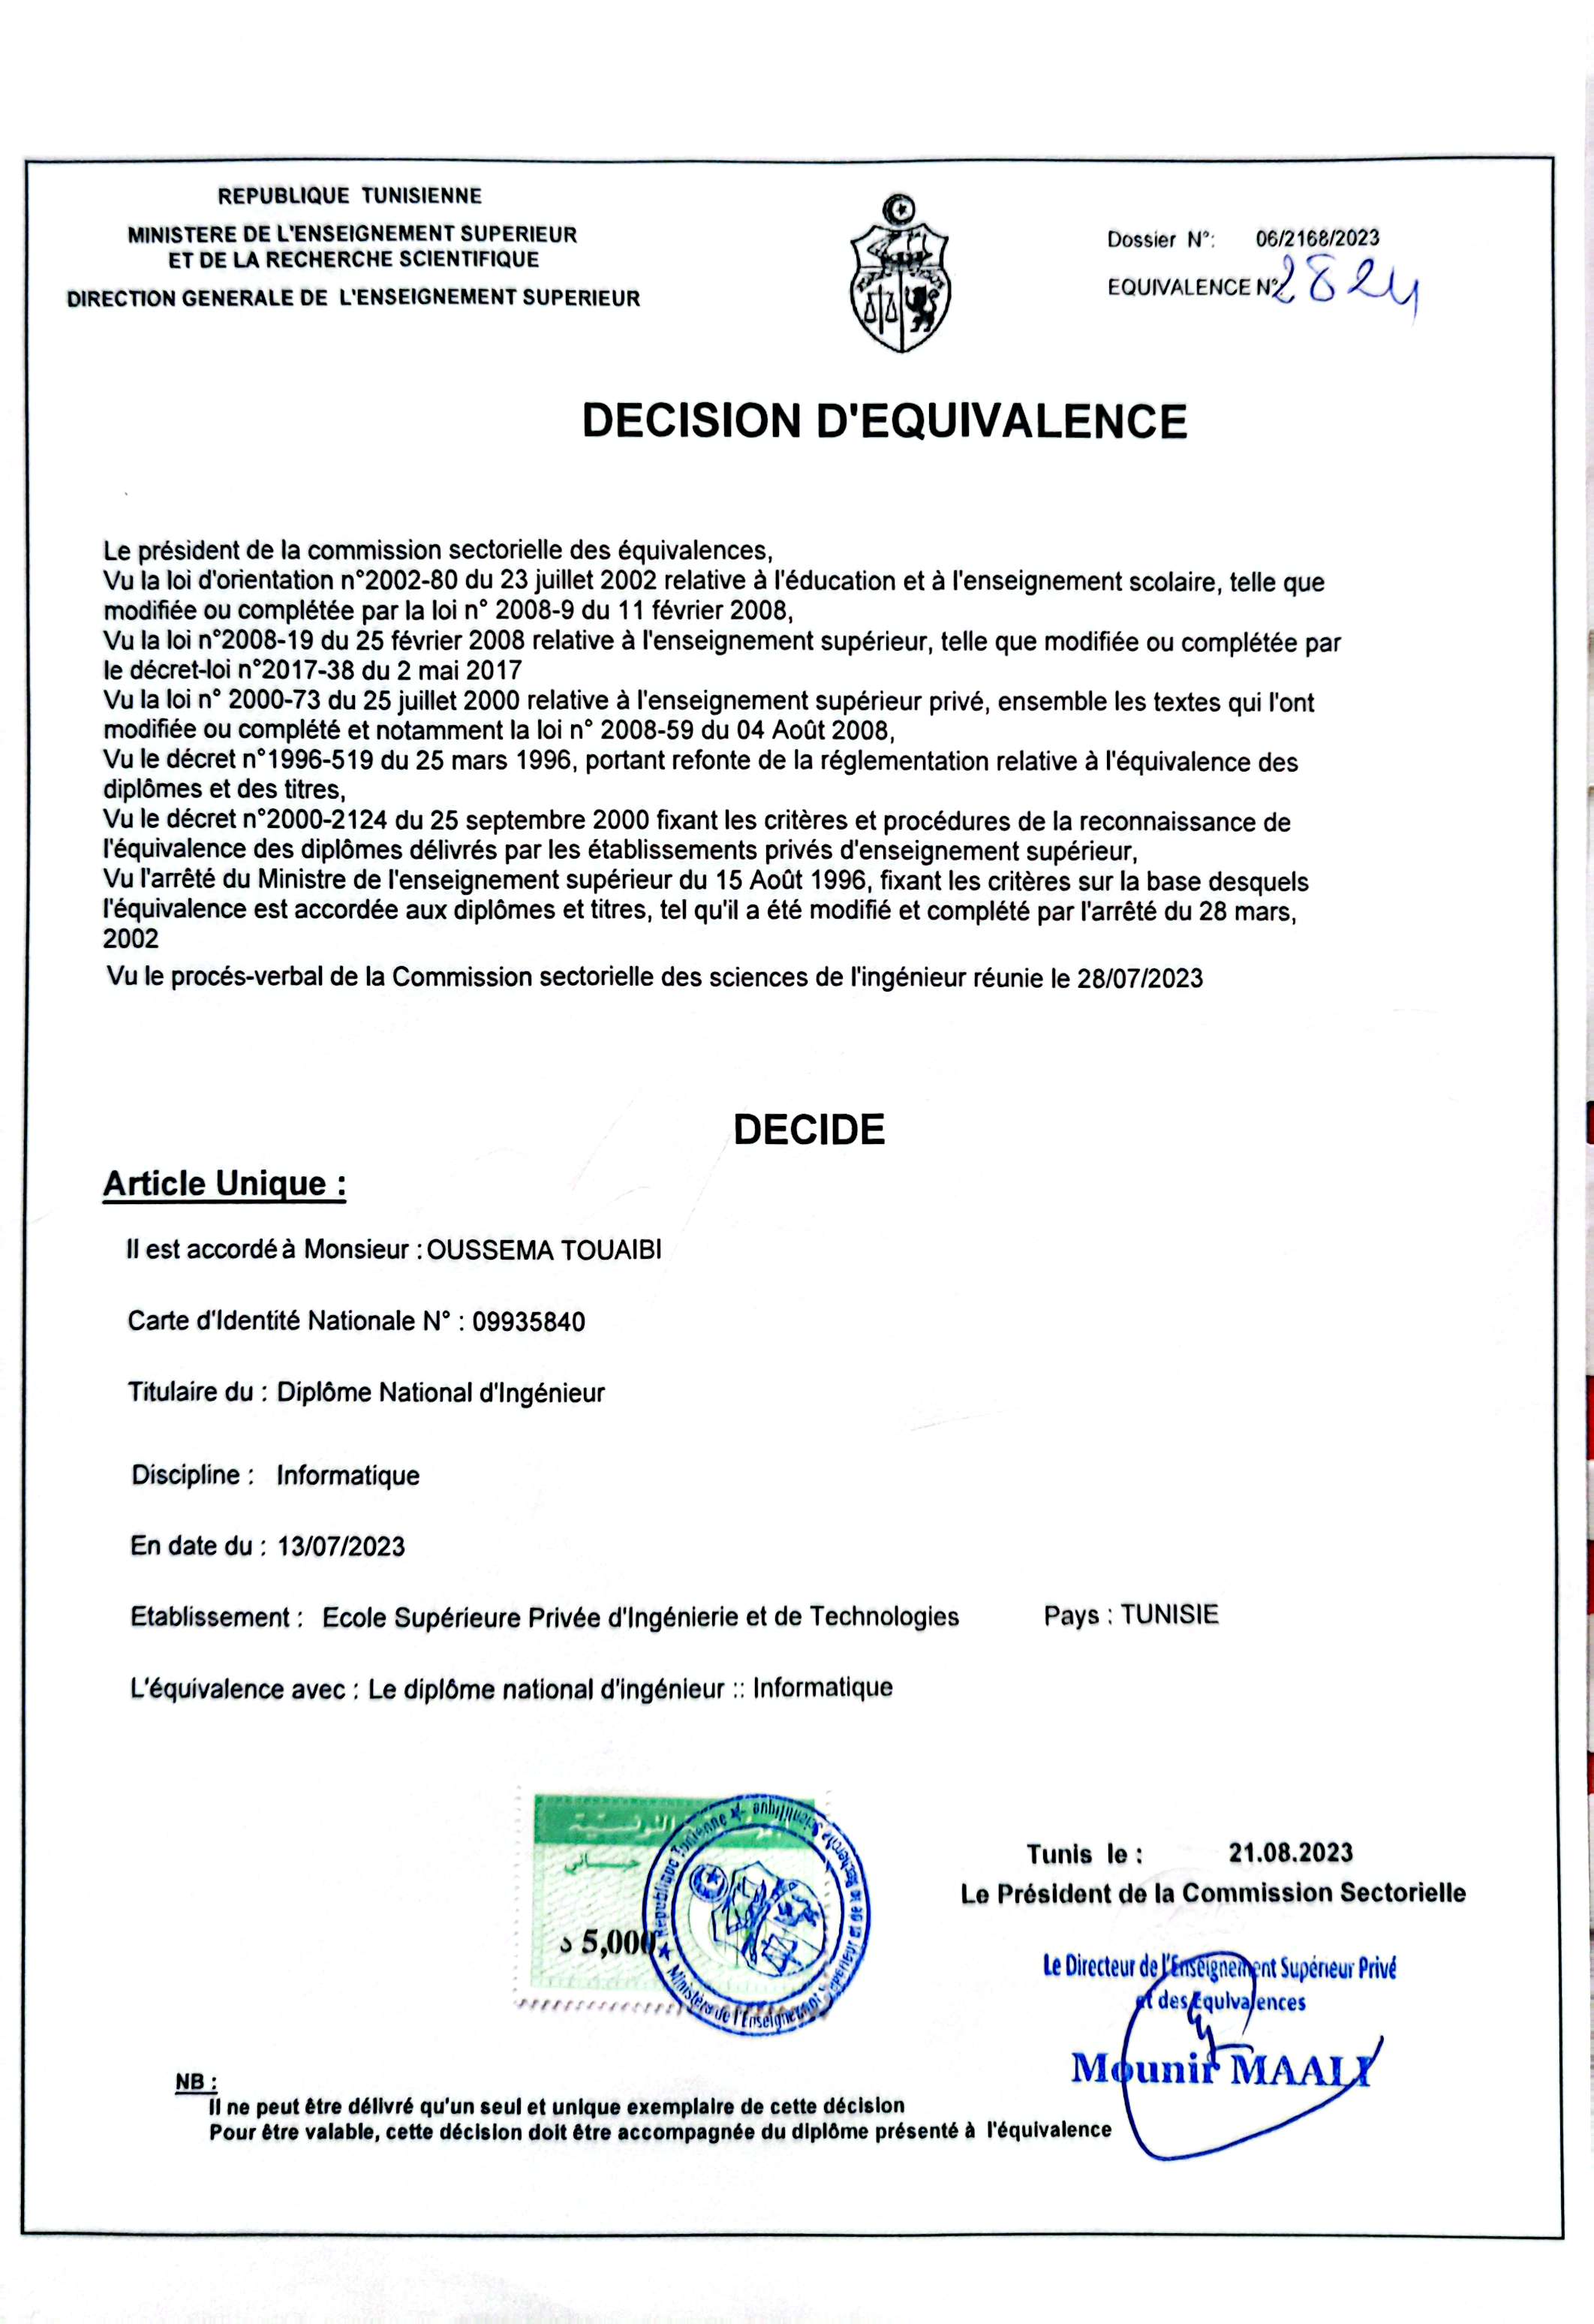 REPUBLIQUE TUNISIENNE
MINISTERE DE L'ENSEIGNEMENT SUPERIEUR
ET DE LA RECHERCHE SCIENTIFIQUE
DIRECTION GENERALE DE L'ENSEIGNEMENT SUPERIEUR
Dossier N°: 06/2168/2023
EQUIVALENCE N° 2824
DECISION D'EQUIVALENCE
Le président de la commission sectorielle des équivalences,
Vu la loi d'orientation n°2002-80 du 23 juillet 2002 relative à l'éducation et à l'enseignement scolaire, telle que
modifiée ou complétée par la loi n° 2008-9 du 11 février 2008,
Vu la loi n°2008-19 du 25 février 2008 relative à l'enseignement supérieur, telle que modifiée ou complétée par
le décret-loi n°2017-38 du 2 mai 2017
Vu la loi n° 2000-73 du 25 juillet 2000 relative à l'enseignement supérieur privé, ensemble les textes qui l'ont
modifiée ou complété et notamment la loi n° 2008-59 du 04 Août 2008,
Vu le décret n°1996-519 du 25 mars 1996, portant refonte de la réglementation relative à l'équivalence des
diplômes et des titres,
Vu le décret n°2000-2124 du 25 septembre 2000 fixant les critères et procédures de la reconnaissance de
l'équivalence des diplômes délivrés par les établissements privés d'enseignement supérieur,
Vu l'arrêté du Ministre de l'enseignement supérieur du 15 Août 1996, fixant les critères sur la base desquels
l'équivalence est accordée aux diplômes et titres, tel qu'il a été modifié et complété par l'arrêté du 28 mars,
2002
Vu le procés-verbal de la Commission sectorielle des sciences de l'ingénieur réunie le 28/07/2023
DECIDE
Article Unique :
Il est accordé à Monsieur : OUSSEMA TOUAIBI
Carte d'Identité Nationale N° : 09935840
Titulaire du : Diplôme National d'Ingénieur
Discipline : Informatique
En date du : 13/07/2023
Etablissement : Ecole Supérieure Privée d'Ingénierie et de Technologies Pays : TUNISIE
L'équivalence avec : Le diplôme national d'ingénieur :: Informatique
التونسية
د 5,000
★ République Tunisienne ★
Ministère de l'Enseignement Supérieur et de la Recherche Scientifique
Tunis le : 21.08.2023
Le Président de la Commission Sectorielle
Le Directeur de l'Enseignement Supérieur Privé
et des Equivalences
Mounir MAALI
NB :
Il ne peut être délivré qu'un seul et unique exemplaire de cette décision
Pour être valable, cette décision doit être accompagnée du diplôme présenté à l'équivalence